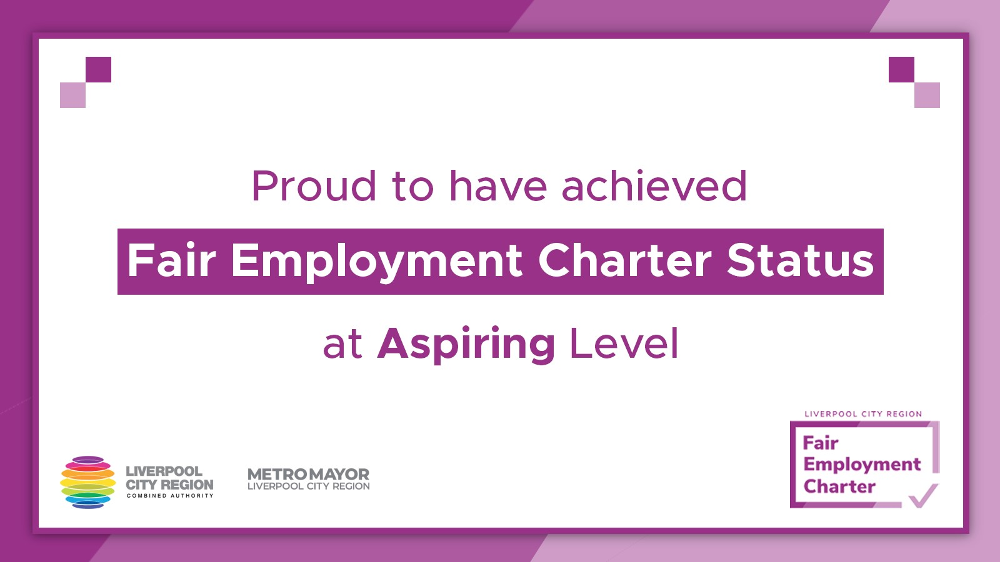 Proud to have achieved
Fair Employment Charter Status
at Aspiring Level
LIVERPOOL CITY REGION
Fair
Employment
Charter
LIVERPOOL
CITY REGION
COMBINED AUTHORITY
METRO MAYOR
LIVERPOOL CITY REGION